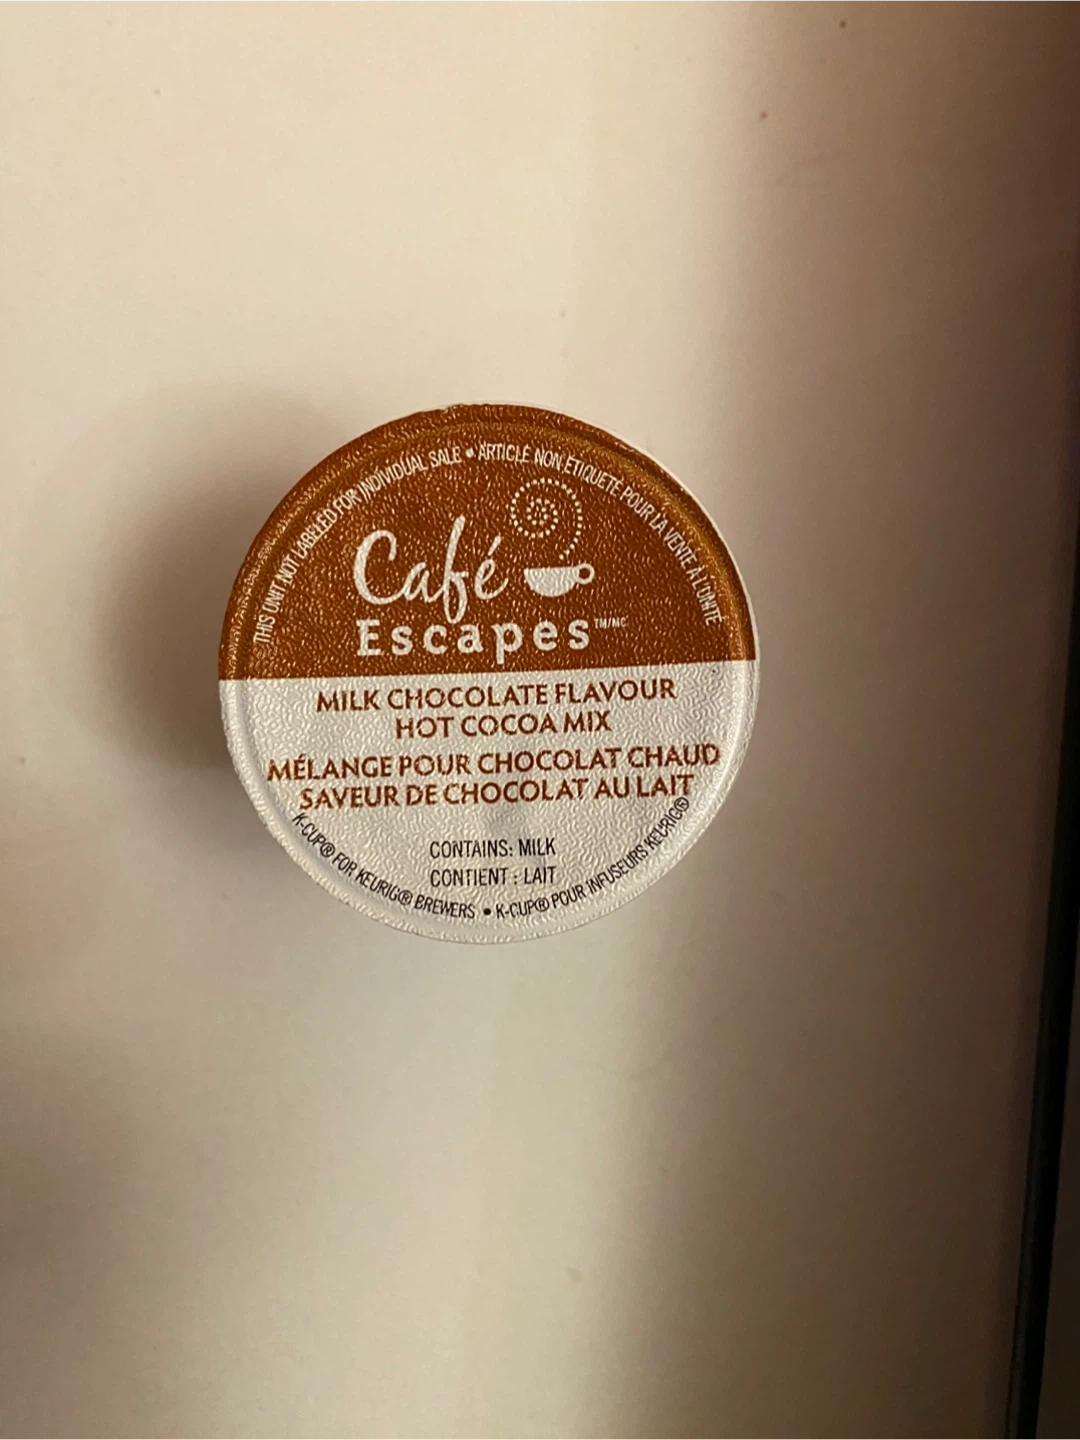 THIS UNIT NOT LABELED FOR INDIVIDUAL SALE • ARTICLE NON ÉTIQUETÉ POUR LA VENTE À L'UNITÉ
Café
Escapes™/MC
MILK CHOCOLATE FLAVOUR
HOT COCOA MIX
MÉLANGE POUR CHOCOLAT CHAUD
SAVEUR DE CHOCOLAT AU LAIT
CONTAINS: MILK
CONTIENT : LAIT
K-CUP® FOR KEURIG® BREWERS • K-CUP® POUR INFUSEURS KEURIG®